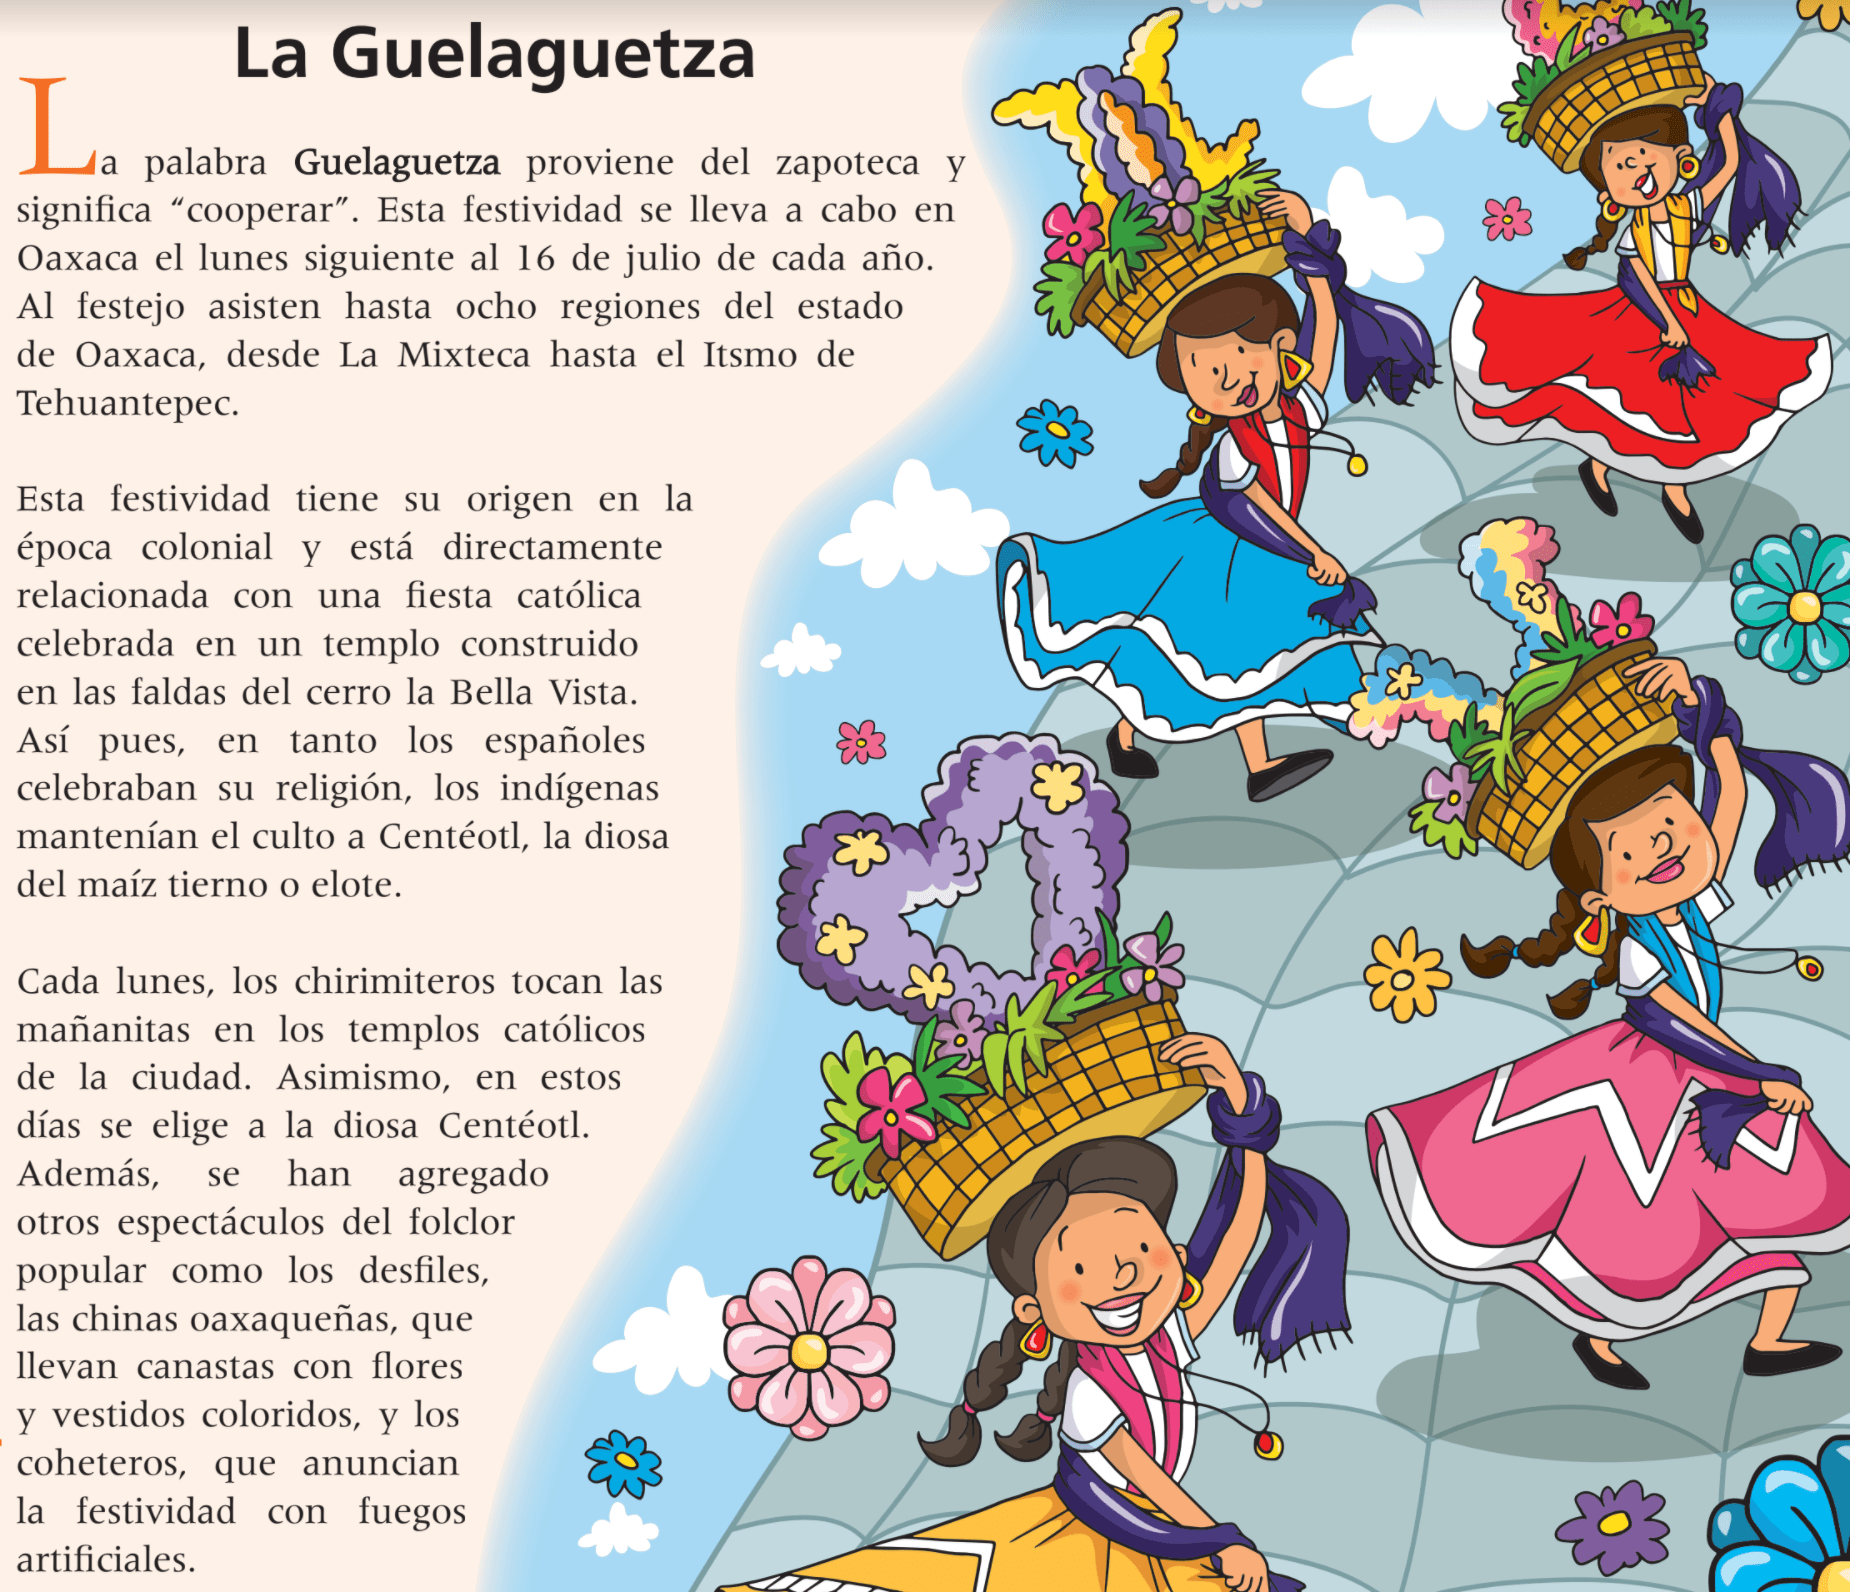 La Guelaguetza
La palabra Guelaguetza proviene del zapoteca y
significa “cooperar”. Esta festividad se lleva a cabo en
Oaxaca el lunes siguiente al 16 de julio de cada año.
Al festejo asisten hasta ocho regiones del estado
de Oaxaca, desde La Mixteca hasta el Itsmo de
Tehuantepec.
Esta festividad tiene su origen en la
época colonial y está directamente
relacionada con una fiesta católica
celebrada en un templo construido
en las faldas del cerro la Bella Vista.
Así pues, en tanto los españoles
celebraban su religión, los indígenas
mantenían el culto a Centéotl, la diosa
del maíz tierno o elote.
Cada lunes, los chirimiteros tocan las
mañanitas en los templos católicos
de la ciudad. Asimismo, en estos
días se elige a la diosa Centéotl.
Además, se han agregado
otros espectáculos del folclor
popular como los desfiles,
las chinas oaxaqueñas, que
llevan canastas con flores
y vestidos coloridos, y los
coheteros, que anuncian
la festividad con fuegos
artificiales.